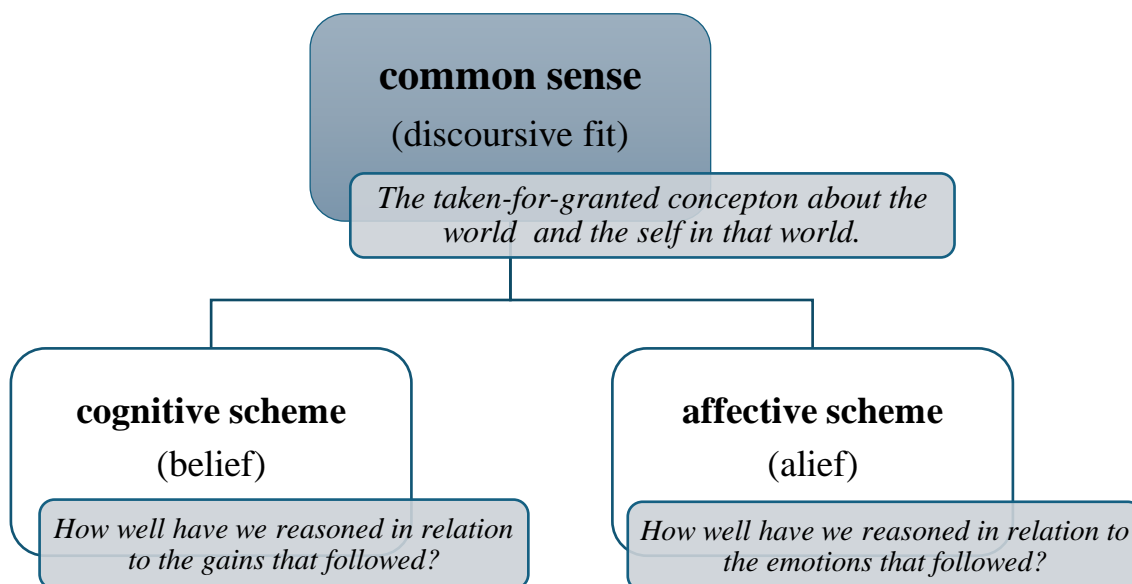 common sense
(discoursive fit)
The taken-for-granted concepton about the
world and the self in that world.
cognitive scheme
(belief)
How well have we reasoned in relation
to the gains that followed?
affective scheme
(alief)
How well have we reasoned in relation to
the emotions that followed?